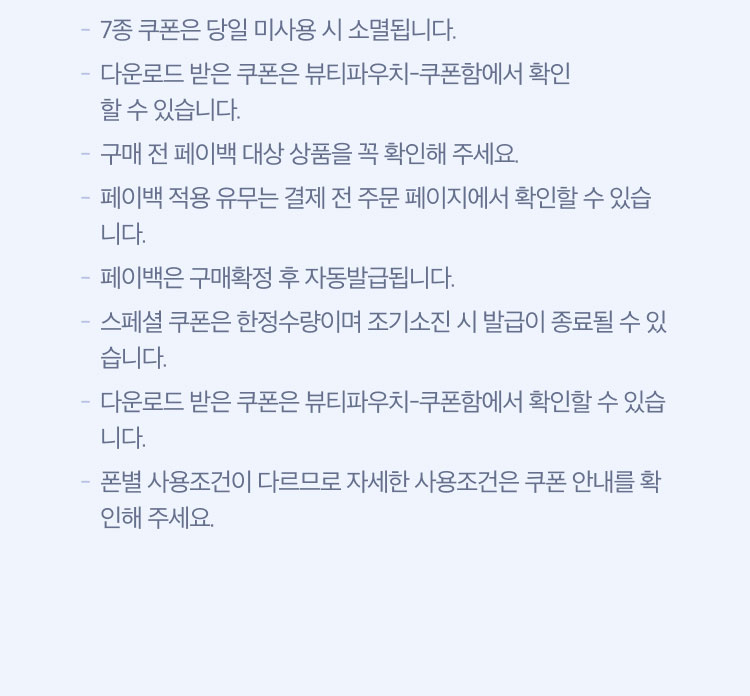 - 7종 쿠폰은 당일 미사용 시 소멸됩니다.
- 다운로드 받은 쿠폰은 뷰티파우치-쿠폰함에서 확인
할 수 있습니다.
- 구매 전 페이백 대상 상품을 꼭 확인해 주세요.
- 페이백 적용 유무는 결제 전 주문 페이지에서 확인할 수 있습
니다.
- 페이백은 구매확정 후 자동발급됩니다.
- 스페셜 쿠폰은 한정수량이며 조기소진 시 발급이 종료될 수 있
습니다.
- 다운로드 받은 쿠폰은 뷰티파우치-쿠폰함에서 확인할 수 있습
니다.
- 폰별 사용조건이 다르므로 자세한 사용조건은 쿠폰 안내를 확
인해 주세요.